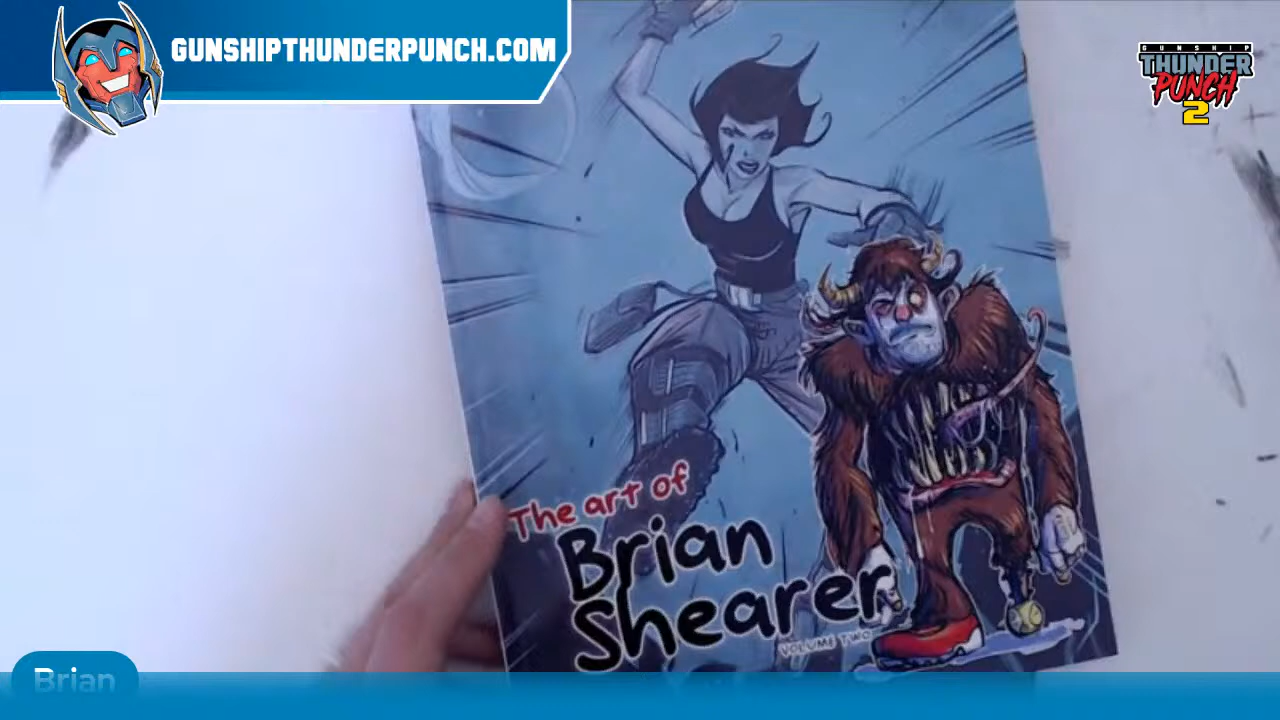 GUNSHIPTHUNDERPUNCH.COM
GUNSHIP
THUNDER
PUNCH
2
The art of
Brian
Shearer
VOLUME TWO
Brian